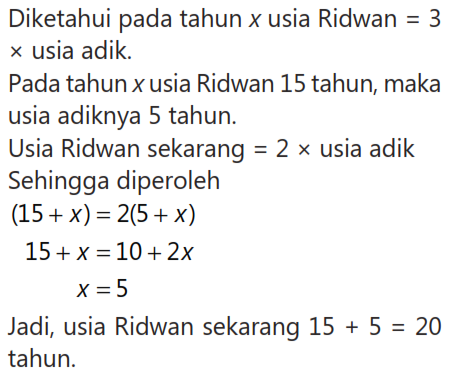 Diketahui pada tahun x usia Ridwan = 3
× usia adik.
Pada tahun x usia Ridwan 15 tahun, maka
usia adiknya 5 tahun.
Usia Ridwan sekarang = 2 × usia adik
Sehingga diperoleh
(15 + x) = 2(5 + x)
15 + x = 10 + 2x
x = 5
Jadi, usia Ridwan sekarang 15 + 5 = 20
tahun.